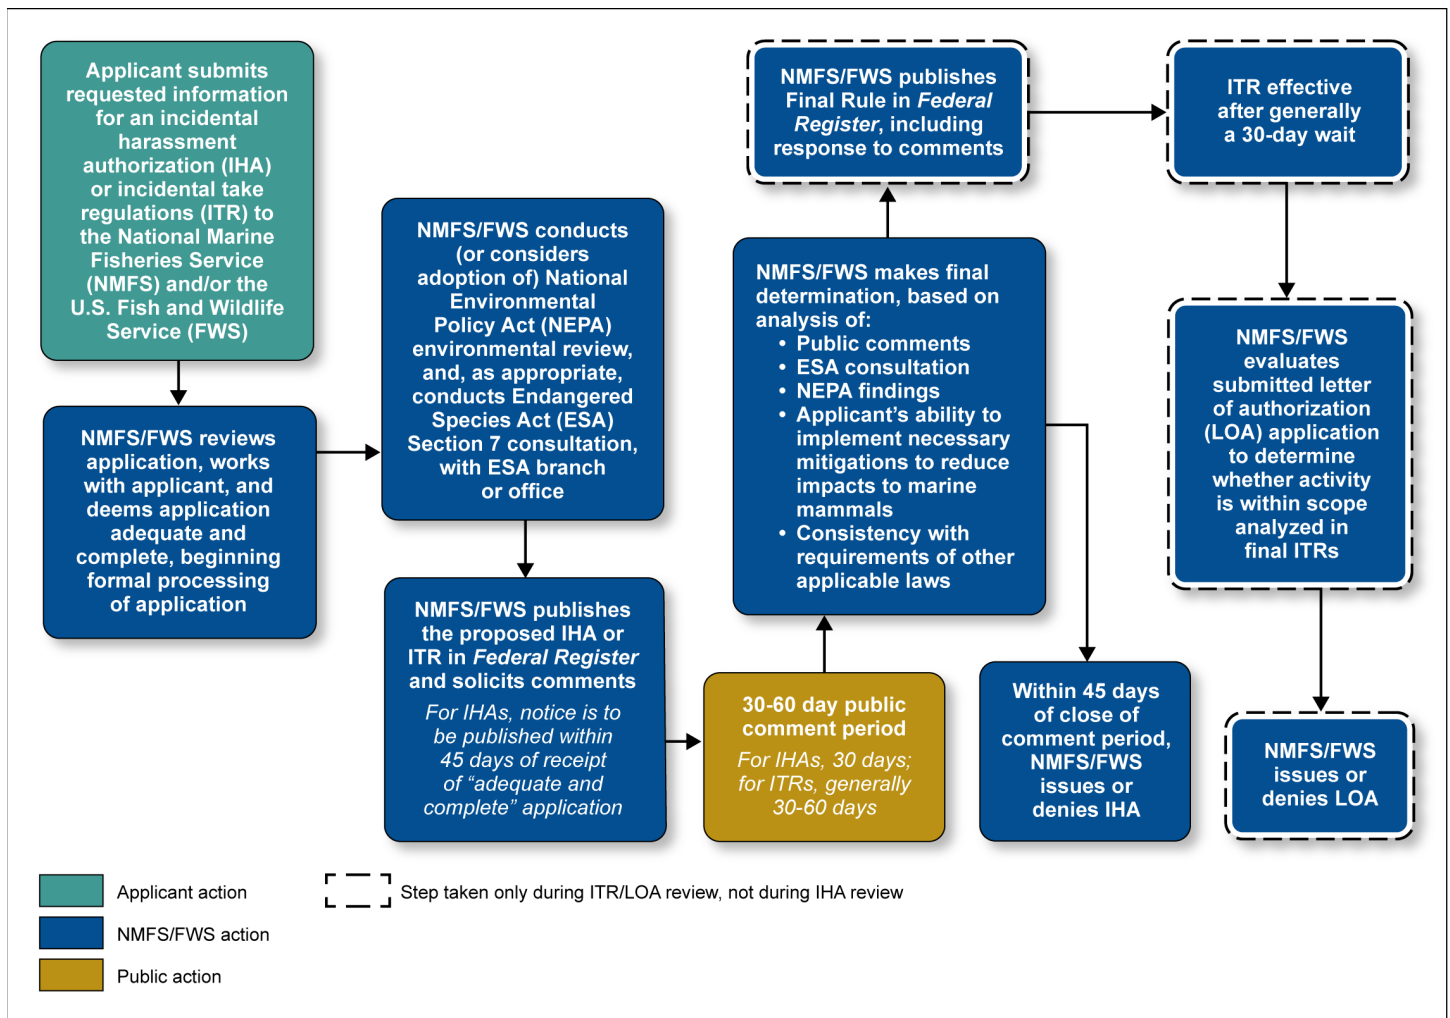 Applicant submits
requested information
for an incidental
harassment
authorization (IHA)
or incidental take
regulations (ITR) to
the National Marine
Fisheries Service
(NMFS) and/or the
U.S. Fish and Wildlife
Service (FWS)
NMFS/FWS reviews
application, works
with applicant, and
deems application
adequate and
complete, beginning
formal processing
of application
NMFS/FWS conducts
(or considers
adoption of) National
Environmental
Policy Act (NEPA)
environmental review,
and, as appropriate,
conducts Endangered
Species Act (ESA)
Section 7 consultation,
with ESA branch
or office
NMFS/FWS publishes
the proposed IHA or
ITR in Federal Register
and solicits comments
For IHAs, notice is to
be published within
45 days of receipt
of “adequate and
complete” application
30-60 day public
comment period
For IHAs, 30 days;
for ITRs, generally
30-60 days
NMFS/FWS makes final
determination, based on
analysis of:
• Public comments
• ESA consultation
• NEPA findings
• Applicant’s ability to
implement necessary
mitigations to reduce
impacts to marine
mammals
• Consistency with
requirements of other
applicable laws
Within 45 days
of close of
comment period,
NMFS/FWS
issues or
denies IHA
NMFS/FWS publishes
Final Rule in Federal
Register, including
response to comments
ITR effective
after generally
a 30-day wait
NMFS/FWS
evaluates
submitted letter
of authorization
(LOA) application
to determine
whether activity
is within scope
analyzed in
final ITRs
NMFS/FWS
issues or
denies LOA
Applicant action
NMFS/FWS action
Public action
Step taken only during ITR/LOA review, not during IHA review